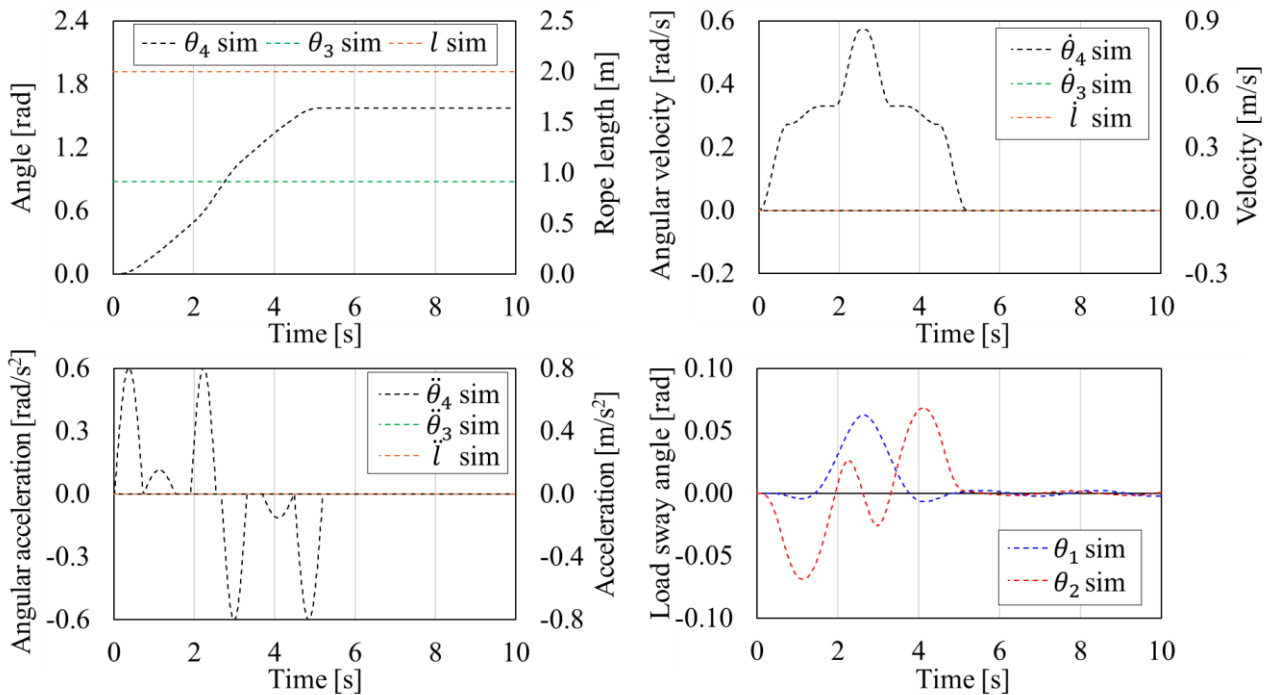 2.4
1.8
1.2
0.6
0.0
Angle [rad]
θ₄ sim θ₃ sim l sim
2.5
2.0
1.5
1.0
0.5
0.0
Rope length [m]
0 2 4 6 8 10
Time [s]
0.6
0.4
0.2
0.0
-0.2
Angular velocity [rad/s]
θ̇₄ sim
θ̇₃ sim
l̇ sim
0.9
0.6
0.3
0.0
-0.3
Velocity [m/s]
0 2 4 6 8 10
Time [s]
0.6
0.3
0.0
-0.3
-0.6
Angular acceleration [rad/s²]
θ̈₄ sim
θ̈₃ sim
l̈ sim
0.8
0.4
0.0
-0.4
-0.8
Acceleration [m/s²]
0 2 4 6 8 10
Time [s]
0.10
0.05
0.00
-0.05
-0.10
Load sway angle [rad]
θ₁ sim
θ₂ sim
0 2 4 6 8 10
Time [s]